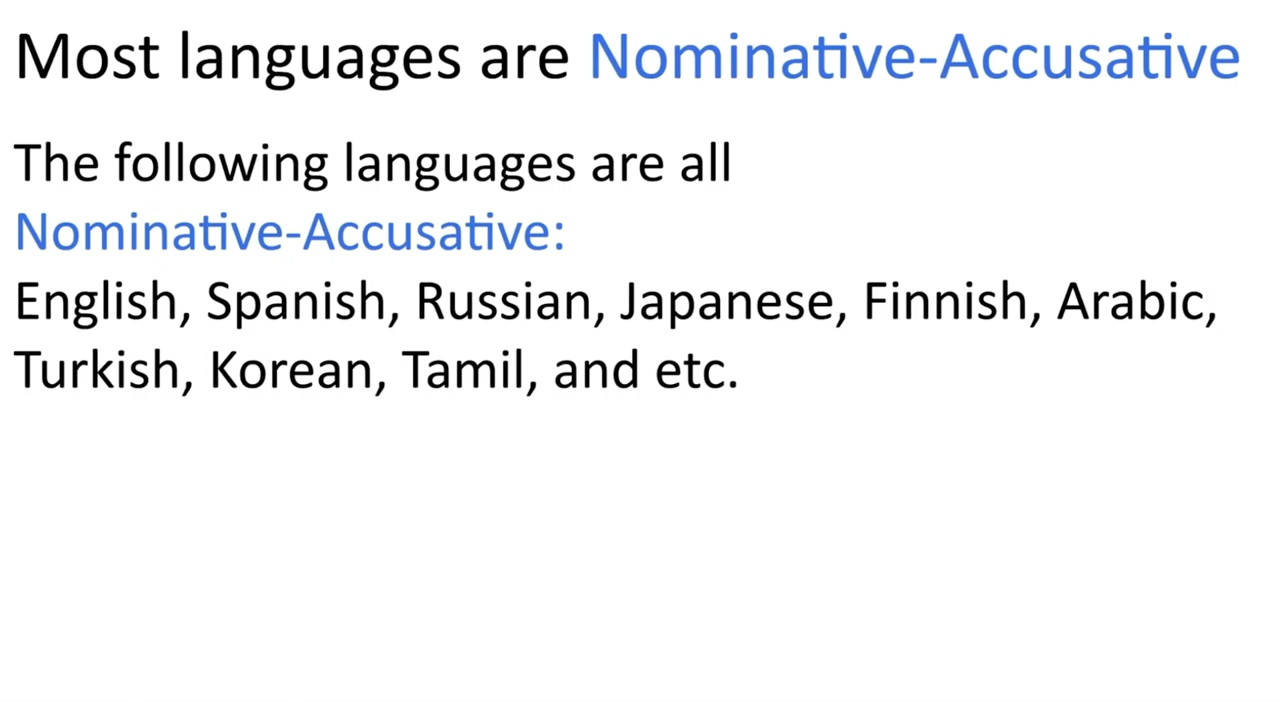 Most languages are Nominative-Accusative
The following languages are all
Nominative-Accusative:
English, Spanish, Russian, Japanese, Finnish, Arabic,
Turkish, Korean, Tamil, and etc.